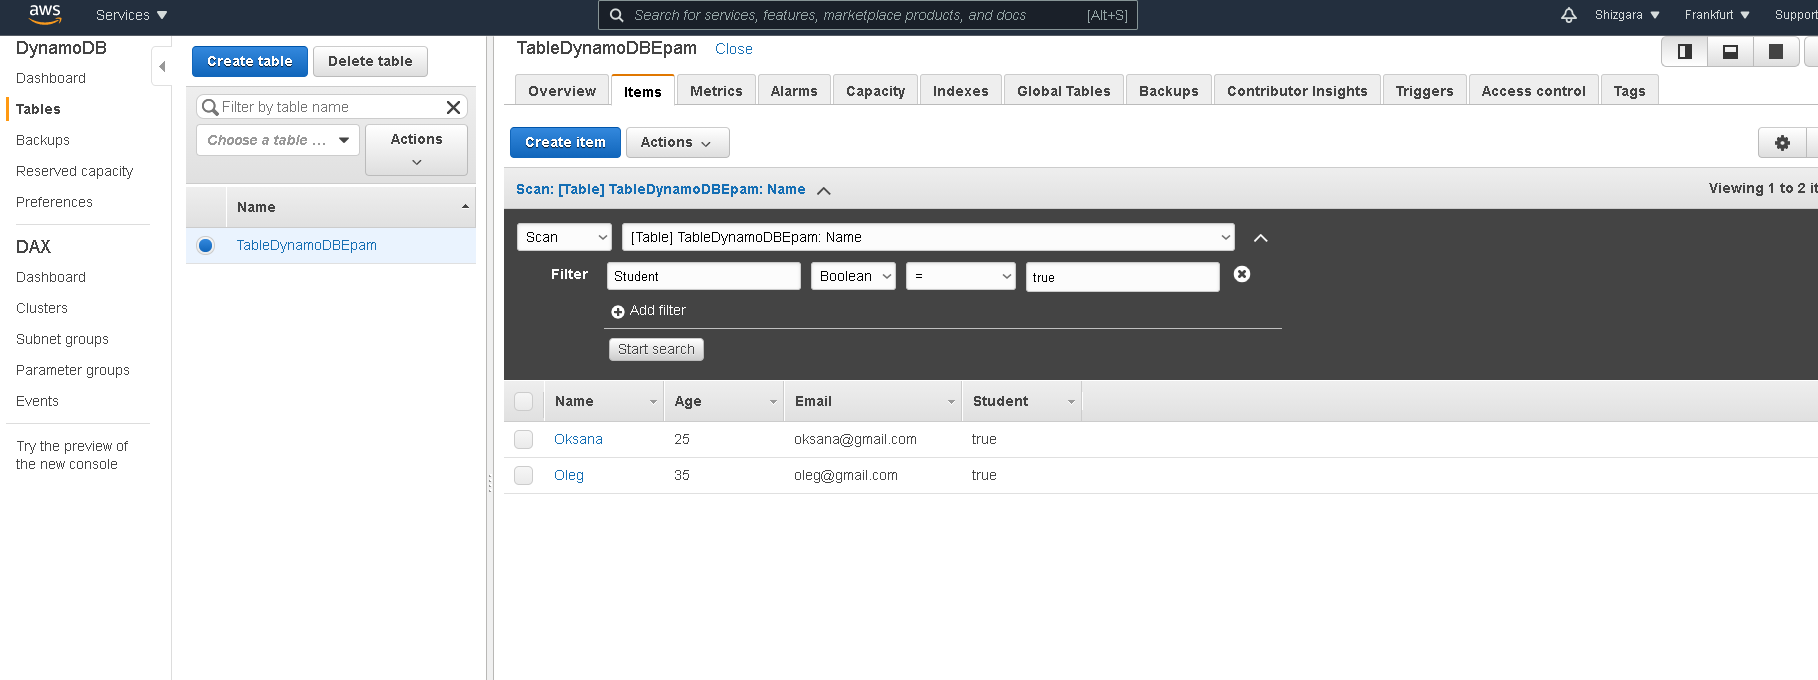 aws
Services
Search for services, features, marketplace products, and docs
[Alt+S]
Shizgara
Frankfurt
Support
DynamoDB
Dashboard
Tables
Backups
Reserved capacity
Preferences
DAX
Dashboard
Clusters
Subnet groups
Parameter groups
Events
Try the preview of
the new console
Create table
Delete table
Filter by table name
Choose a table ...
Actions
Name
TableDynamoDBEpam
TableDynamoDBEpam
Close
Overview
Items
Metrics
Alarms
Capacity
Indexes
Global Tables
Backups
Contributor Insights
Triggers
Access control
Tags
Create item
Actions
Scan: [Table] TableDynamoDBEpam: Name
Viewing 1 to 2 it
Scan
[Table] TableDynamoDBEpam: Name
Filter
Student
Boolean
=
true
Add filter
Start search
Name
Age
Email
Student
Oksana
25
oksana@gmail.com
true
Oleg
35
oleg@gmail.com
true